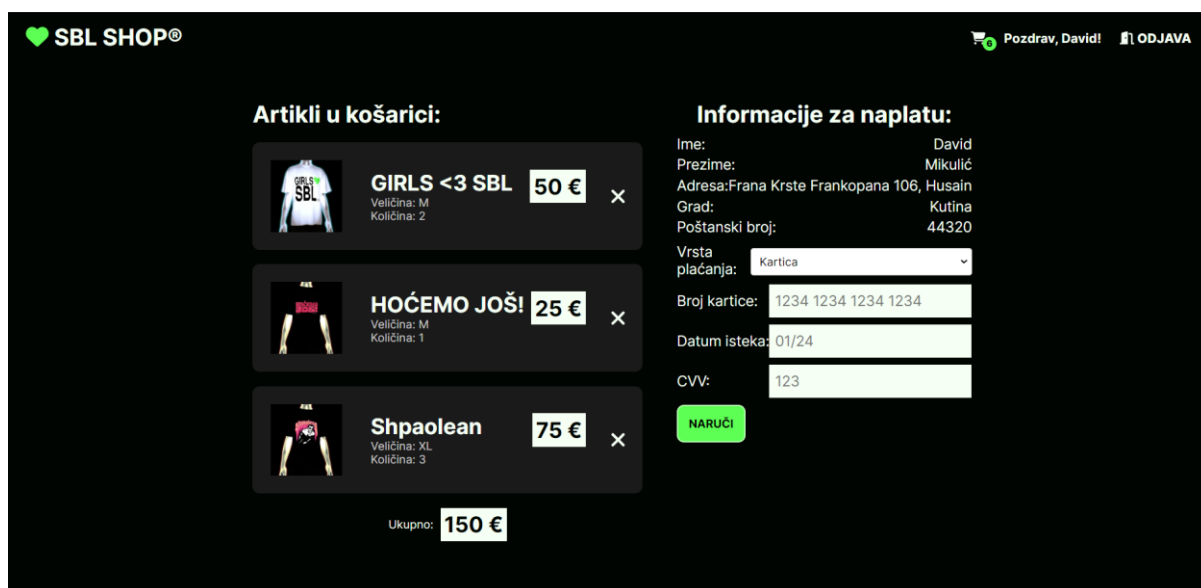 SBL SHOP®
6
Pozdrav, David!
ODJAVA
Artikli u košarici:
GIRLS <3 SBL
Veličina: M
Količina: 2
50 €
GIRLS
SBL
HOĆEMO JOŠ!
Veličina: M
Količina: 1
25 €
Shpaolean
Veličina: XL
Količina: 3
75 €
Ukupno: 150 €
Informacije za naplatu:
Ime: David
Prezime: Mikulić
Adresa:Frana Krste Frankopana 106, Husain
Grad: Kutina
Poštanski broj: 44320
Vrsta
plaćanja: Kartica
Broj kartice: 1234 1234 1234 1234
Datum isteka: 01/24
CVV: 123
NARUČI